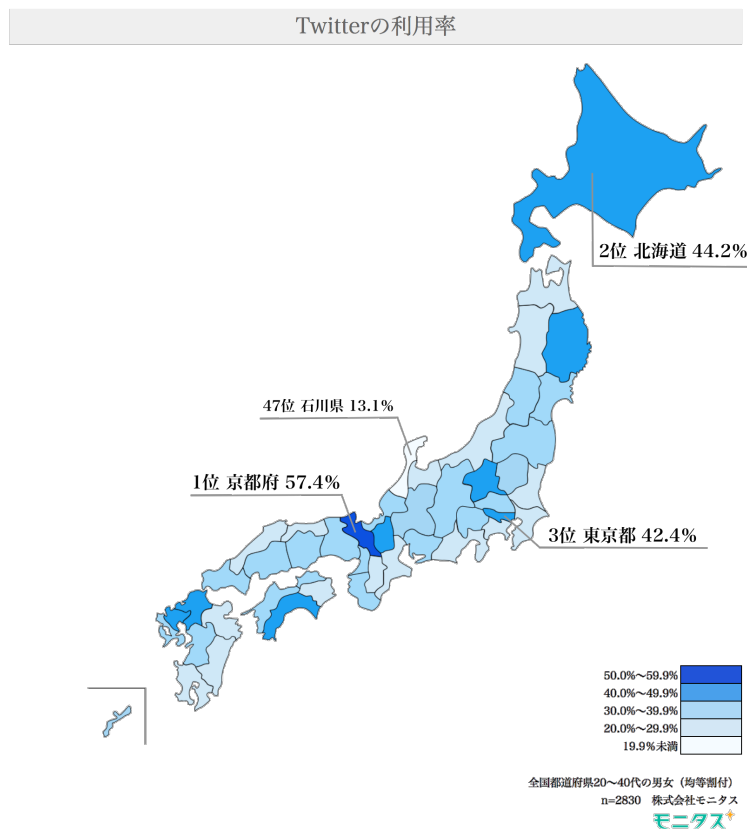 Twitterの利用率
2位 北海道 44.2%
47位 石川県 13.1%
1位 京都府 57.4%
3位 東京都 42.4%
50.0%〜59.9%
40.0%〜49.9%
30.0%〜39.9%
20.0%〜29.9%
19.9%未満
全国都道府県20〜40代の男女（均等割付）
n=2830 株式会社モニタス
モニタス